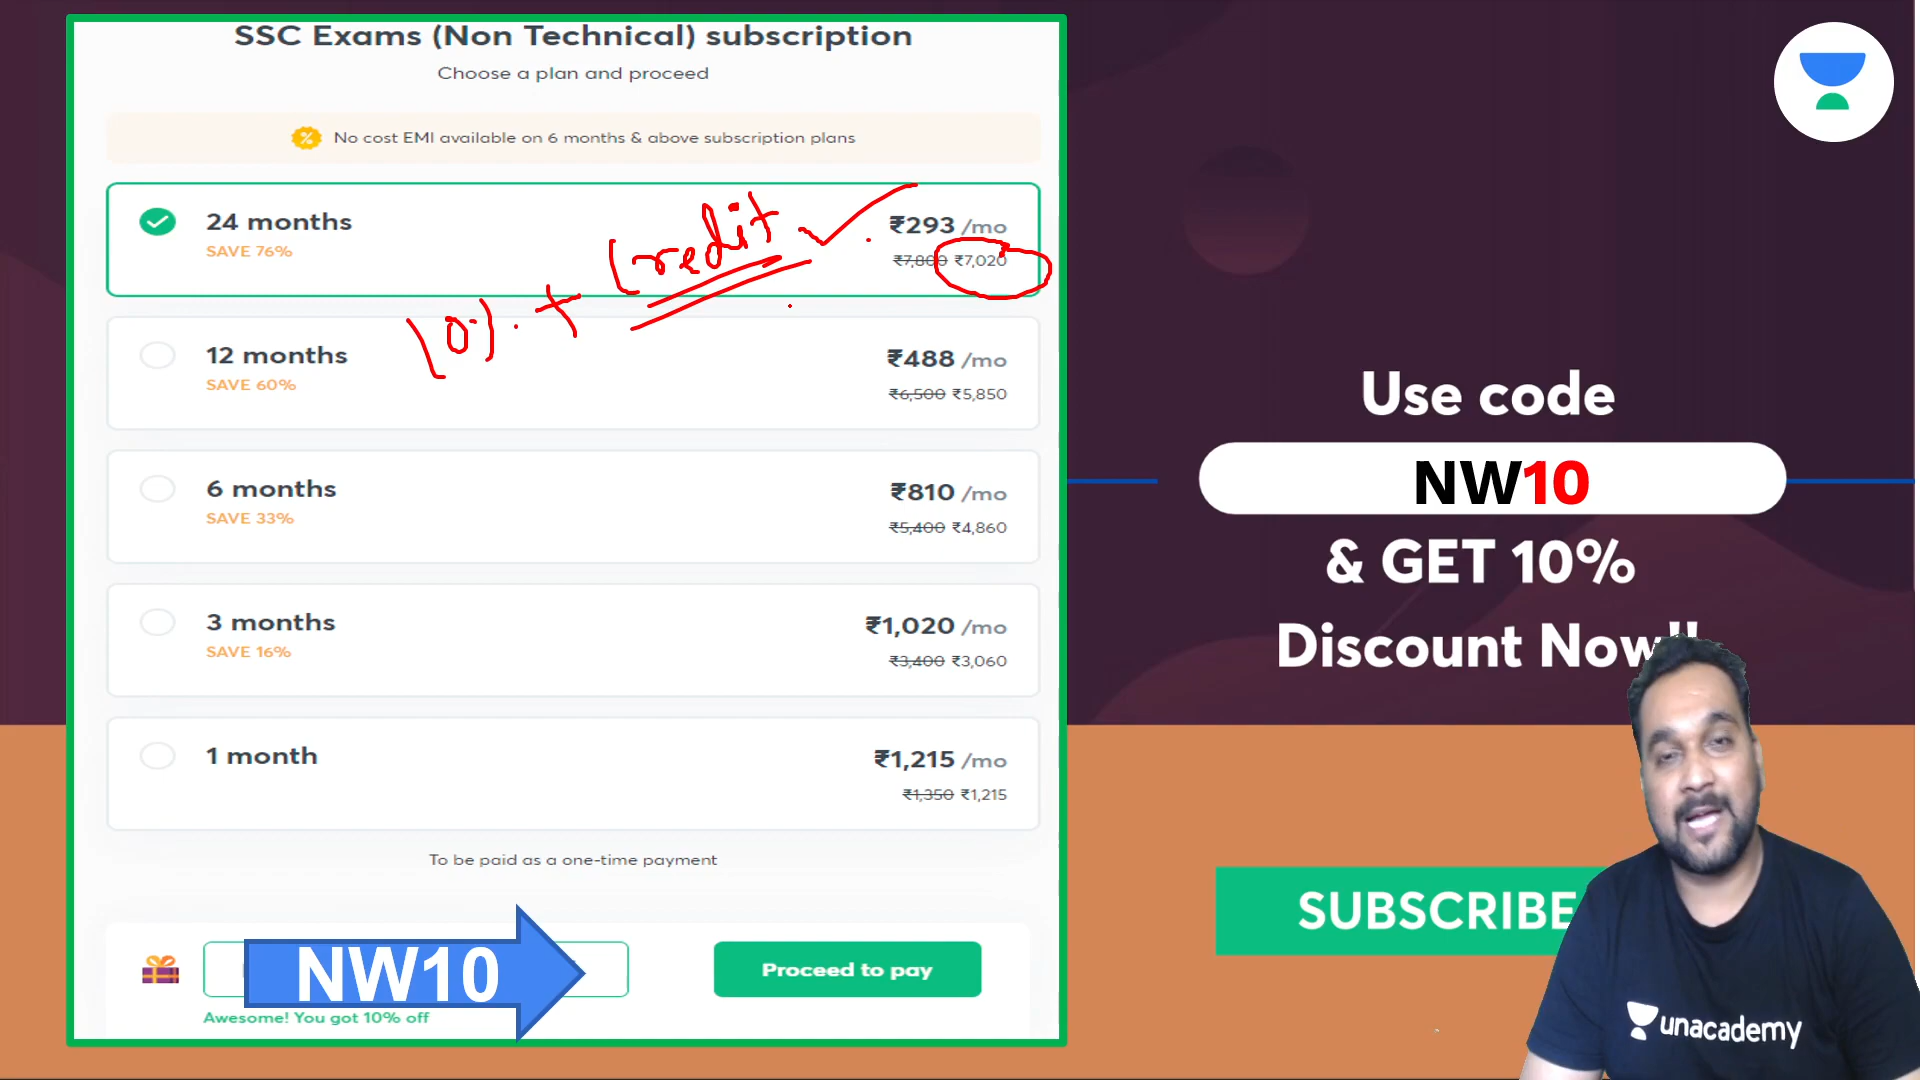 SSC Exams (Non Technical) subscription
Choose a plan and proceed
No cost EMI available on 6 months & above subscription plans
24 months
SAVE 76%
₹293 /mo
₹7,800 ₹7,020
10% + Credit
12 months
SAVE 60%
₹488 /mo
₹6,500 ₹5,850
6 months
SAVE 33%
₹810 /mo
₹5,400 ₹4,860
3 months
SAVE 16%
₹1,020 /mo
₹3,400 ₹3,060
1 month
₹1,215 /mo
₹1,350 ₹1,215
To be paid as a one-time payment
NW10
Proceed to pay
Awesome! You got 10% off
Use code
NW10
& GET 10%
Discount Now!!
SUBSCRIBE
unacademy